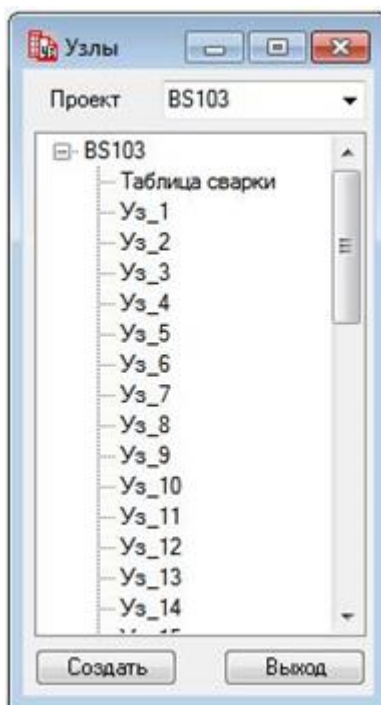 Узлы
Проект BS103
BS103
Таблица сварки
Уз_1
Уз_2
Уз_3
Уз_4
Уз_5
Уз_6
Уз_7
Уз_8
Уз_9
Уз_10
Уз_11
Уз_12
Уз_13
Уз_14
Создать Выход